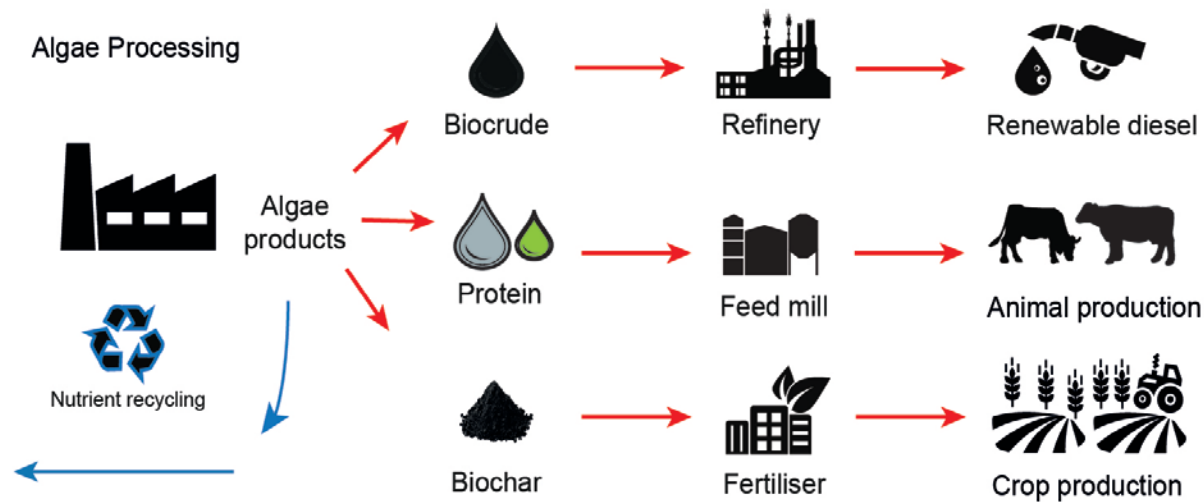 Algae Processing
Biocrude
Refinery
Renewable diesel
Algae
products
Protein
Feed mill
Animal production
Nutrient recycling
Biochar
Fertiliser
Crop production